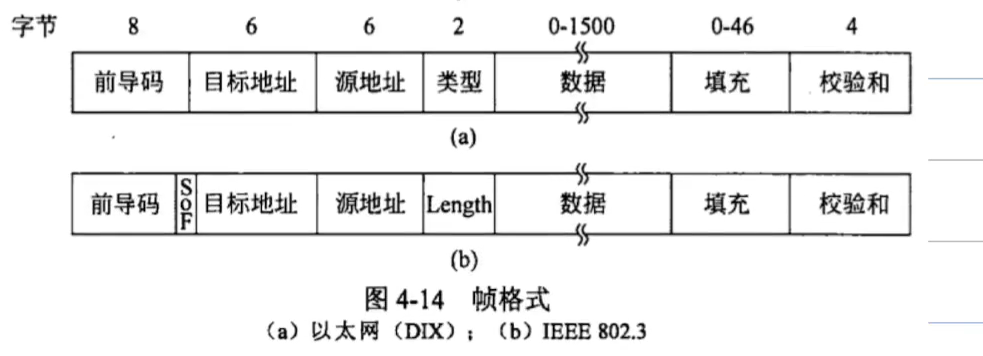 字节 8 6 6 2 0-1500 0-46 4
前导码 目标地址 源地址 类型 数据 填充 校验和
(a)
前导码 SoF 目标地址 源地址 Length 数据 填充 校验和
(b)
图 4-14 帧格式
（a）以太网（DIX）；（b）IEEE 802.3